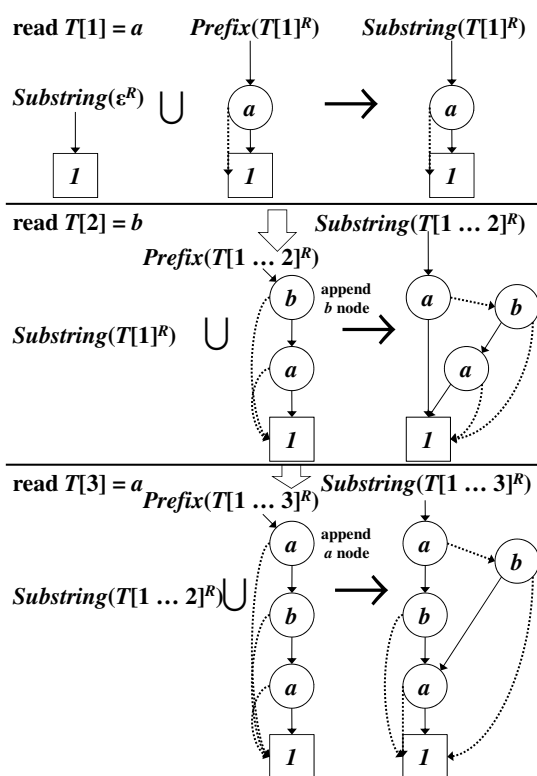 read T[1] = a
Prefix(T[1]^R)
Substring(T[1]^R)
Substring(ε^R)
∪
a
a
1
1
1
read T[2] = b
Substring(T[1 … 2]^R)
Prefix(T[1 … 2]^R)
append
b node
b
a
b
Substring(T[1]^R)
∪
a
a
1
1
read T[3] = a
Substring(T[1 … 3]^R)
Prefix(T[1 … 3]^R)
append
a node
a
a
b
Substring(T[1 … 2]^R)
∪
b
b
a
a
1
1